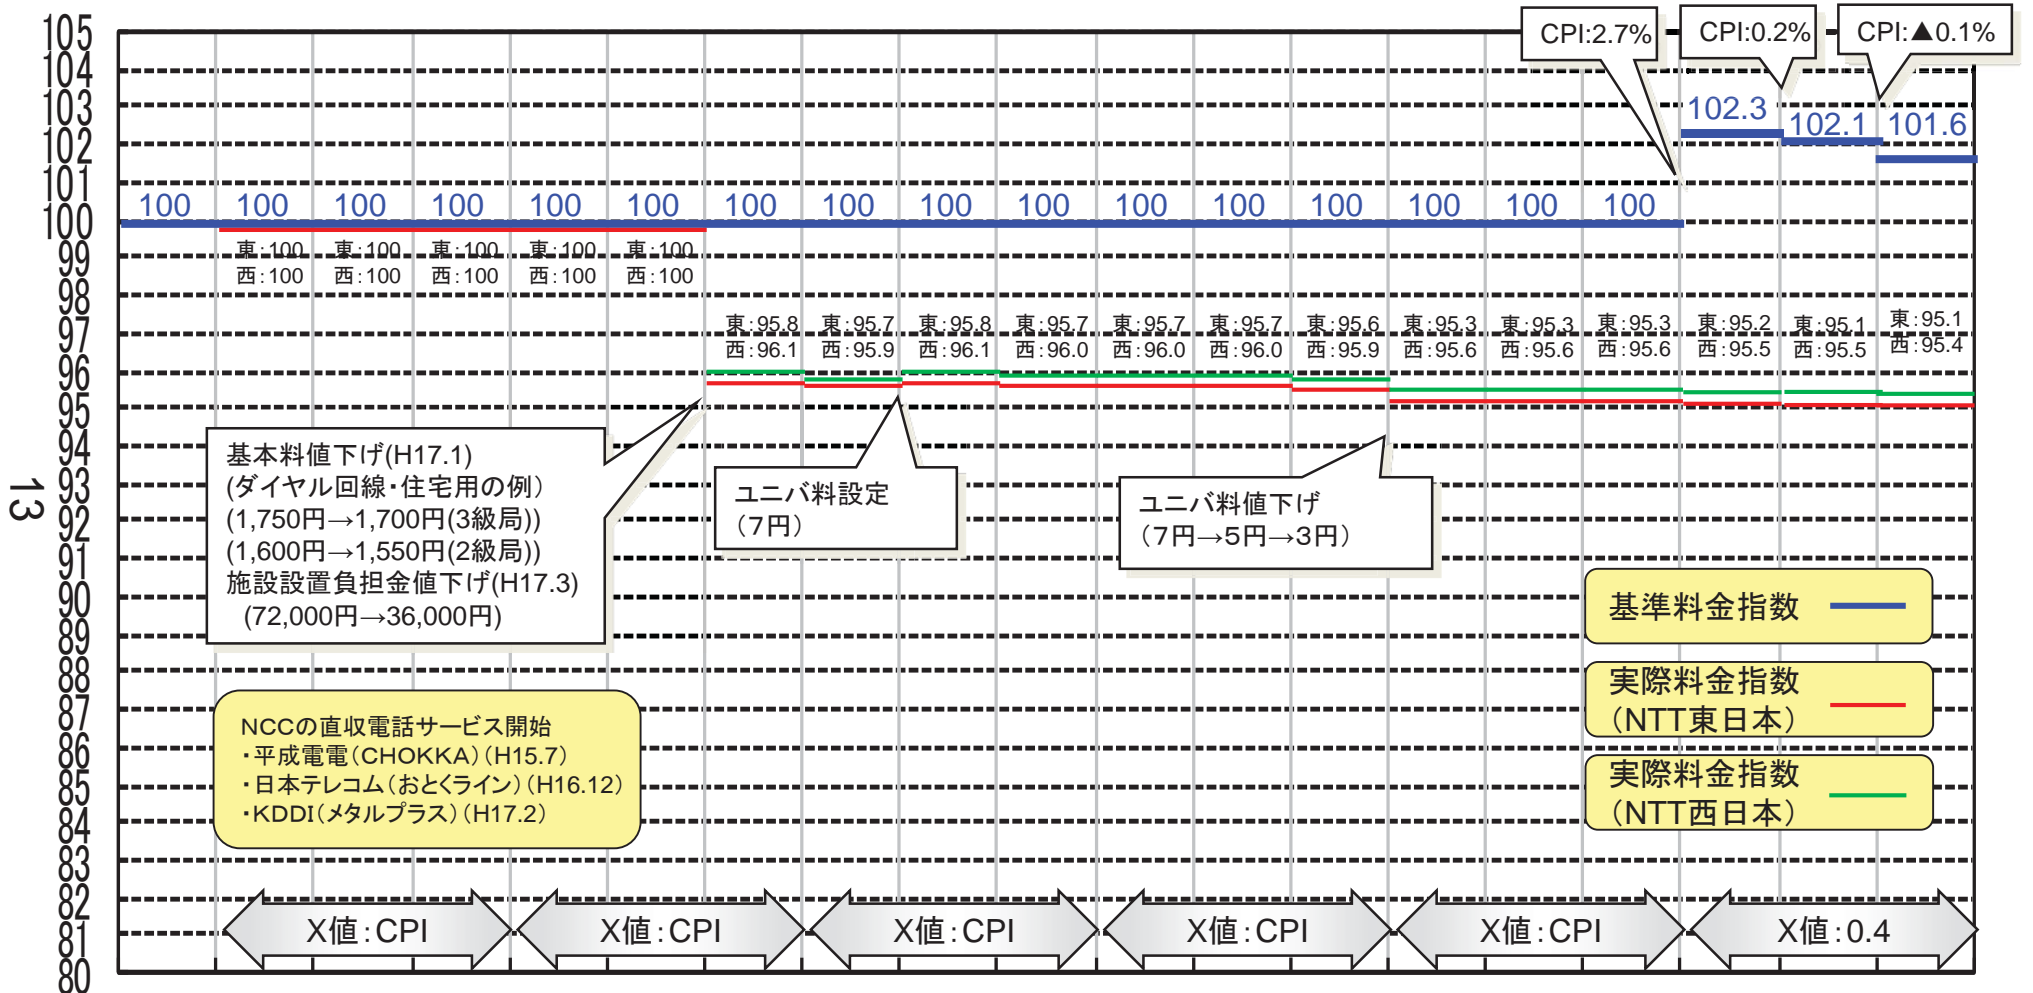 CPI:2.7%
CPI:0.2%
CPI:▲0.1%
105
104
103
102
101
100
99
98
97
96
95
94
93
92
91
90
89
88
87
86
85
84
83
82
81
80
13
100 100 100 100 100 100 100 100 100 100 100 100 100 100 100 100 102.3 102.1 101.6
東:100 東:100 東:100 東:100 東:100
西:100 西:100 西:100 西:100 西:100
東:95.8 東:95.7 東:95.8 東:95.7 東:95.7 東:95.7 東:95.6 東:95.3 東:95.3 東:95.3 東:95.2 東:95.1 東:95.1
西:96.1 西:95.9 西:96.1 西:96.0 西:96.0 西:96.0 西:95.9 西:95.6 西:95.6 西:95.6 西:95.5 西:95.5 西:95.4
基本料値下げ(H17.1)
(ダイヤル回線・住宅用の例)
(1,750円→1,700円(3級局))
(1,600円→1,550円(2級局))
施設設置負担金値下げ(H17.3)
(72,000円→36,000円)
ユニバ料設定
(7円)
ユニバ料値下げ
(7円→5円→3円)
基準料金指数
実際料金指数
(NTT東日本)
実際料金指数
(NTT西日本)
NCCの直収電話サービス開始
・平成電電(CHOKKA)(H15.7)
・日本テレコム(おとくライン)(H16.12)
・KDDI(メタルプラス)(H17.2)
X値:CPI X値:CPI X値:CPI X値:CPI X値:CPI X値:0.4